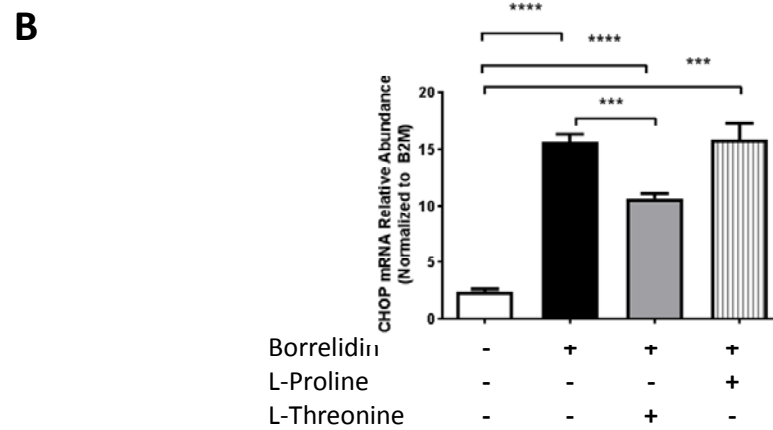 B
****
****
***
***
CHOP mRNA Relative Abundance
(Normalized to B2M)
20
15
10
5
0
Borrelidin - + + +
L-Proline - - - +
L-Threonine - - + -